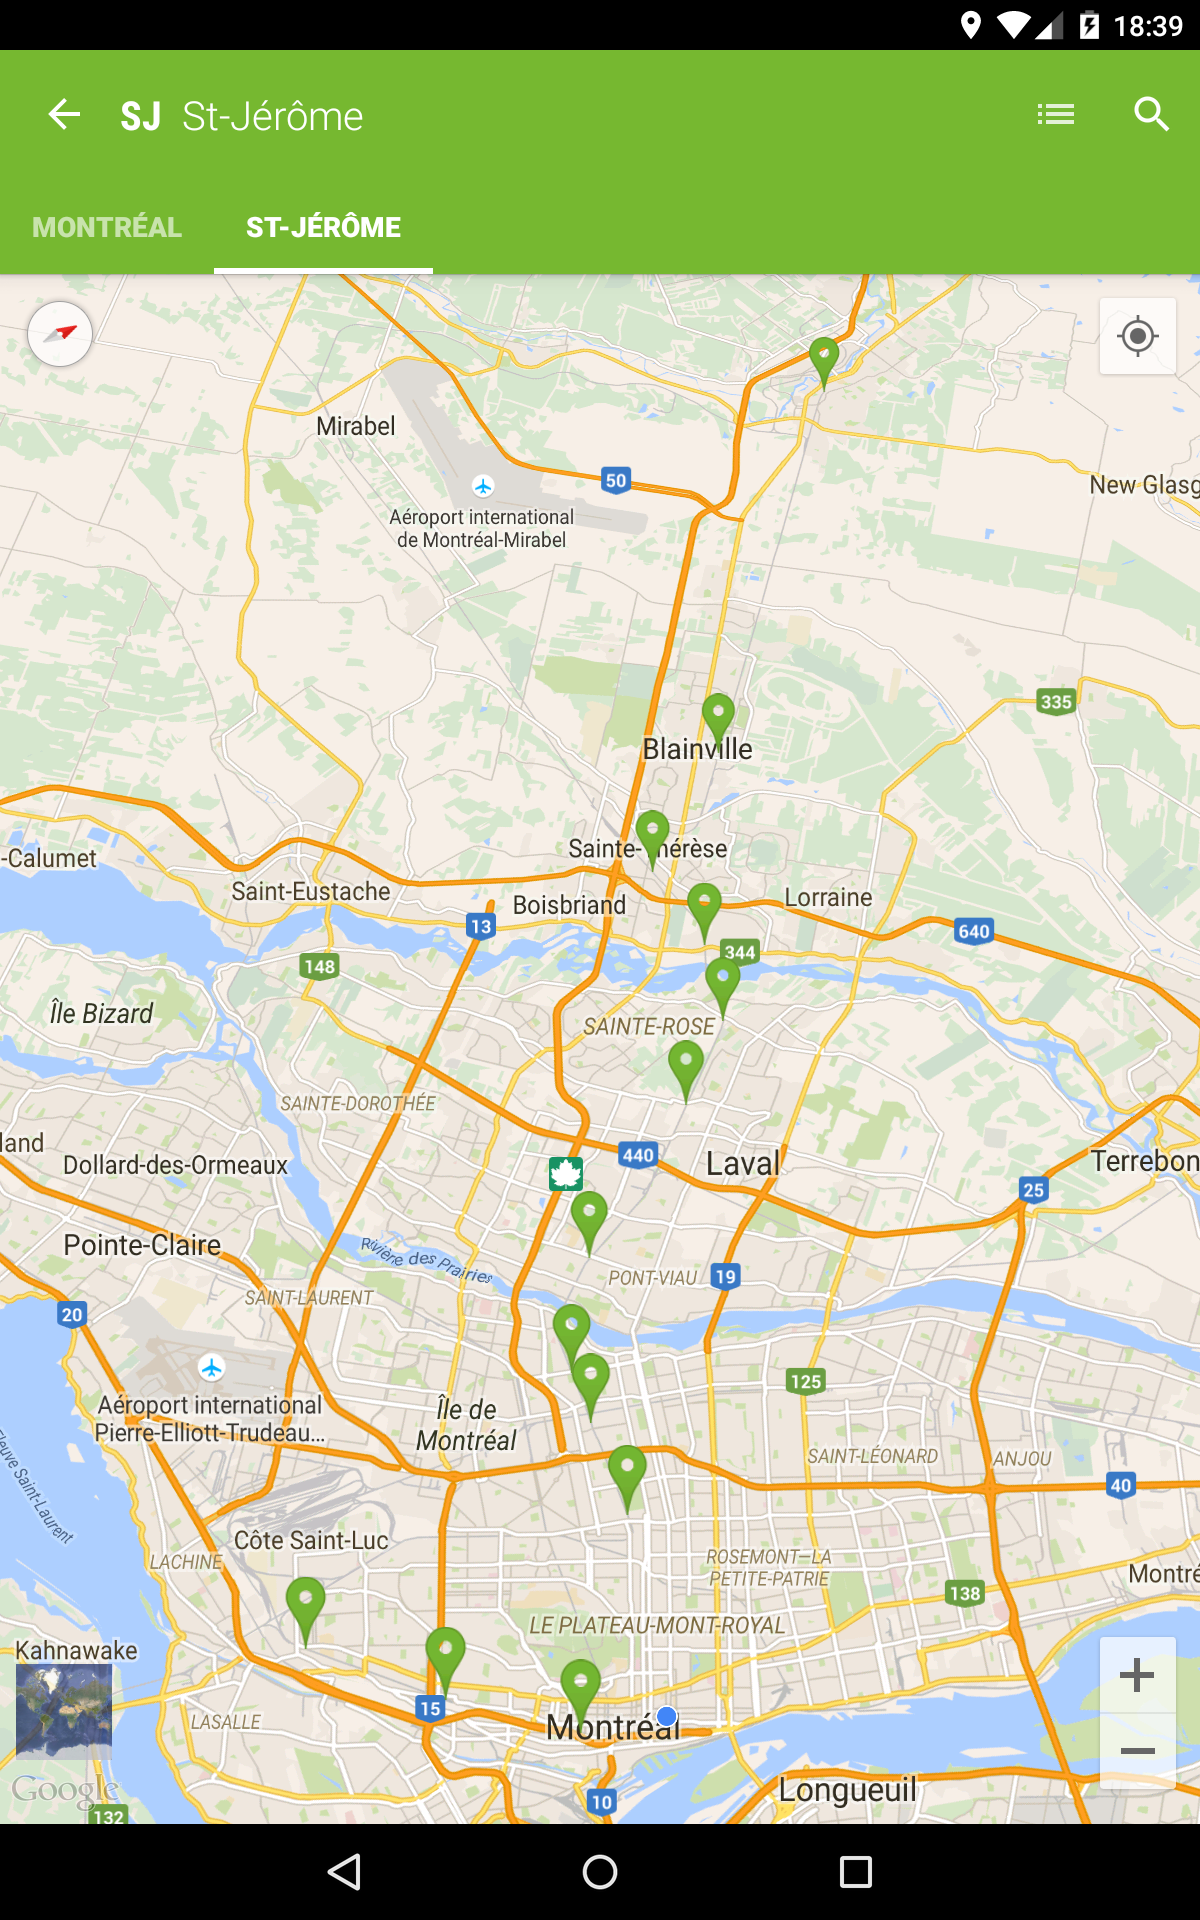 18:39
SJ St-Jérôme
MONTRÉAL ST-JÉRÔME
Mirabel
50
New Glasg
Aéroport international
de Montréal-Mirabel
335
Blainville
-Calumet
Sainte-Thérèse
Saint-Eustache
Boisbriand
Lorraine
13
640
344
148
Île Bizard
SAINTE-ROSE
SAINTE-DOROTHÉE
land
Dollard-des-Ormeaux
440
Laval
Terrebon
25
Pointe-Claire
Rivière des Prairies
PONT-VIAU
19
SAINT-LAURENT
20
125
Aéroport international
Pierre-Elliott-Trudeau...
Île de
Montréal
SAINT-LÉONARD
ANJOU
40
Fleuve Saint-Laurent
Côte Saint-Luc
LACHINE
ROSEMONT—LA
PETITE-PATRIE
Montré
138
LE PLATEAU-MONT-ROYAL
Kahnawake
15
LASALLE
Montréal
Google
Longueuil
10
132